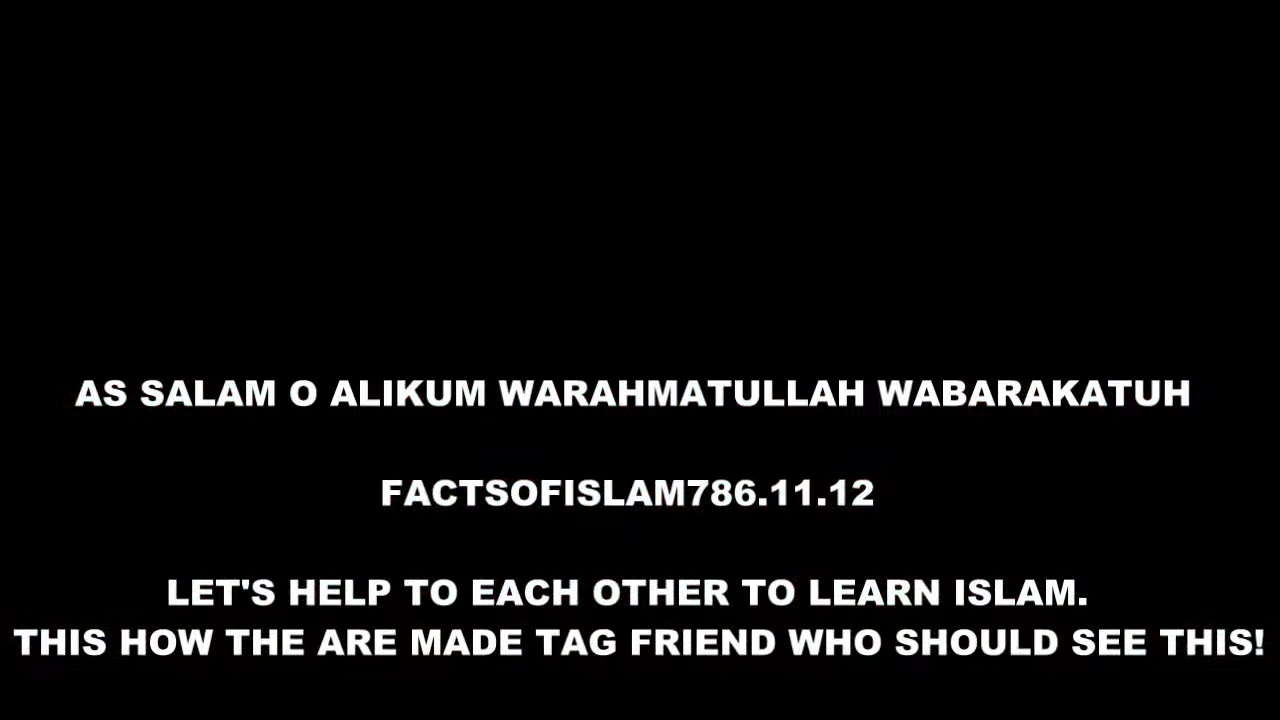 AS SALAM O ALIKUM WARAHMATULLAH WABARAKATUH
FACTSOFISLAM786.11.12
LET'S HELP TO EACH OTHER TO LEARN ISLAM.
THIS HOW THE ARE MADE TAG FRIEND WHO SHOULD SEE THIS!